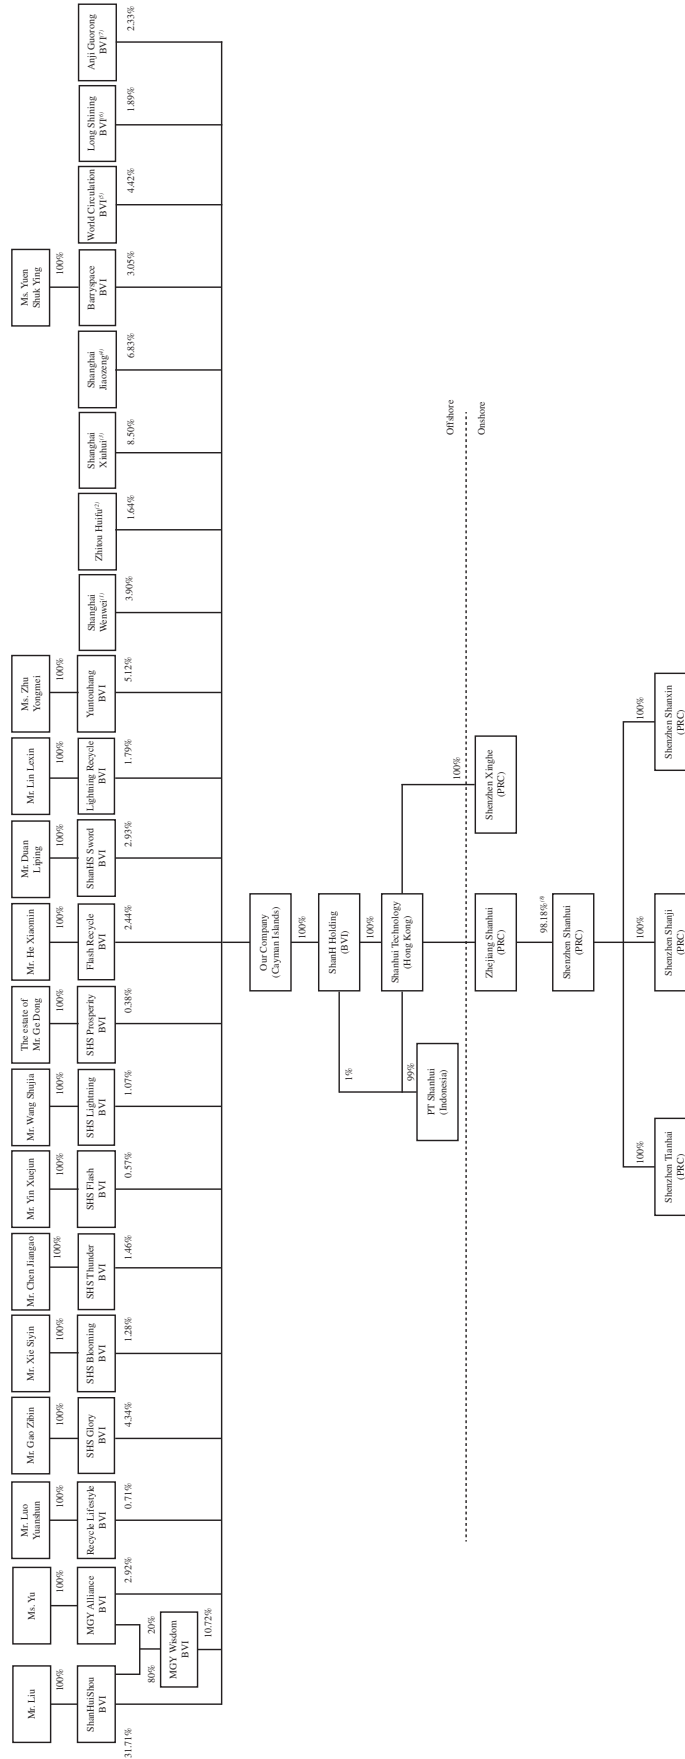 Mr. Liu
Ms. Yu
Mr. Luo
Yuanshun
Mr. Gao Zibin
Mr. Xie Siyin
Mr. Chen Jiangao
Mr. Yin Xuejun
Mr. Wang Shujia
The estate of
Mr. Ge Dong
Mr. He Xiaomin
Mr. Duan
Liping
Mr. Lin Lexin
Ms. Zhu
Yongmei
Ms. Yuen
Shuk Ying
100%
100%
100%
100%
100%
100%
100%
100%
100%
100%
100%
100%
100%
100%
ShanHuiShou
BVI
MGY Alliance
BVI
Recycle Lifestyle
BVI
SHS Glory
BVI
SHS Blooming
BVI
SHS Thunder
BVI
SHS Flash
BVI
SHS Lightning
BVI
SHS Prosperity
BVI
Flash Recycle
BVI
ShanHS Sword
BVI
Lightning Recycle
BVI
Yuntouhang
BVI
Shanghai
Wenwei(1)
Zhitou Huifu(2)
Shanghai
Xiuhui(3)
Shanghai
Jiaozeng(4)
Barryspace
BVI
World Circulation
BVI(5)
Long Shining
BVI(6)
Anji Guorong
BVI(7)
31.71%
80%
20%
2.92%
0.71%
4.34%
1.28%
1.46%
0.57%
1.07%
0.38%
2.44%
2.93%
1.79%
5.12%
3.90%
1.64%
8.50%
6.83%
3.05%
4.42%
1.89%
2.33%
MGY Wisdom
BVI
10.72%
Our Company
(Cayman Islands)
100%
ShanH Holding
(BVI)
1%
100%
Shanhui Technology
(Hong Kong)
99%
PT Shanhui
(Indonesia)
100%
Offshore
Onshore
Zhejiang Shanhui
(PRC)
Shenzhen Xinghe
(PRC)
98.18%(8)
Shenzhen Shanhui
(PRC)
100%
100%
100%
Shenzhen Tianhai
(PRC)
Shenzhen Shanji
(PRC)
Shenzhen Shanxin
(PRC)